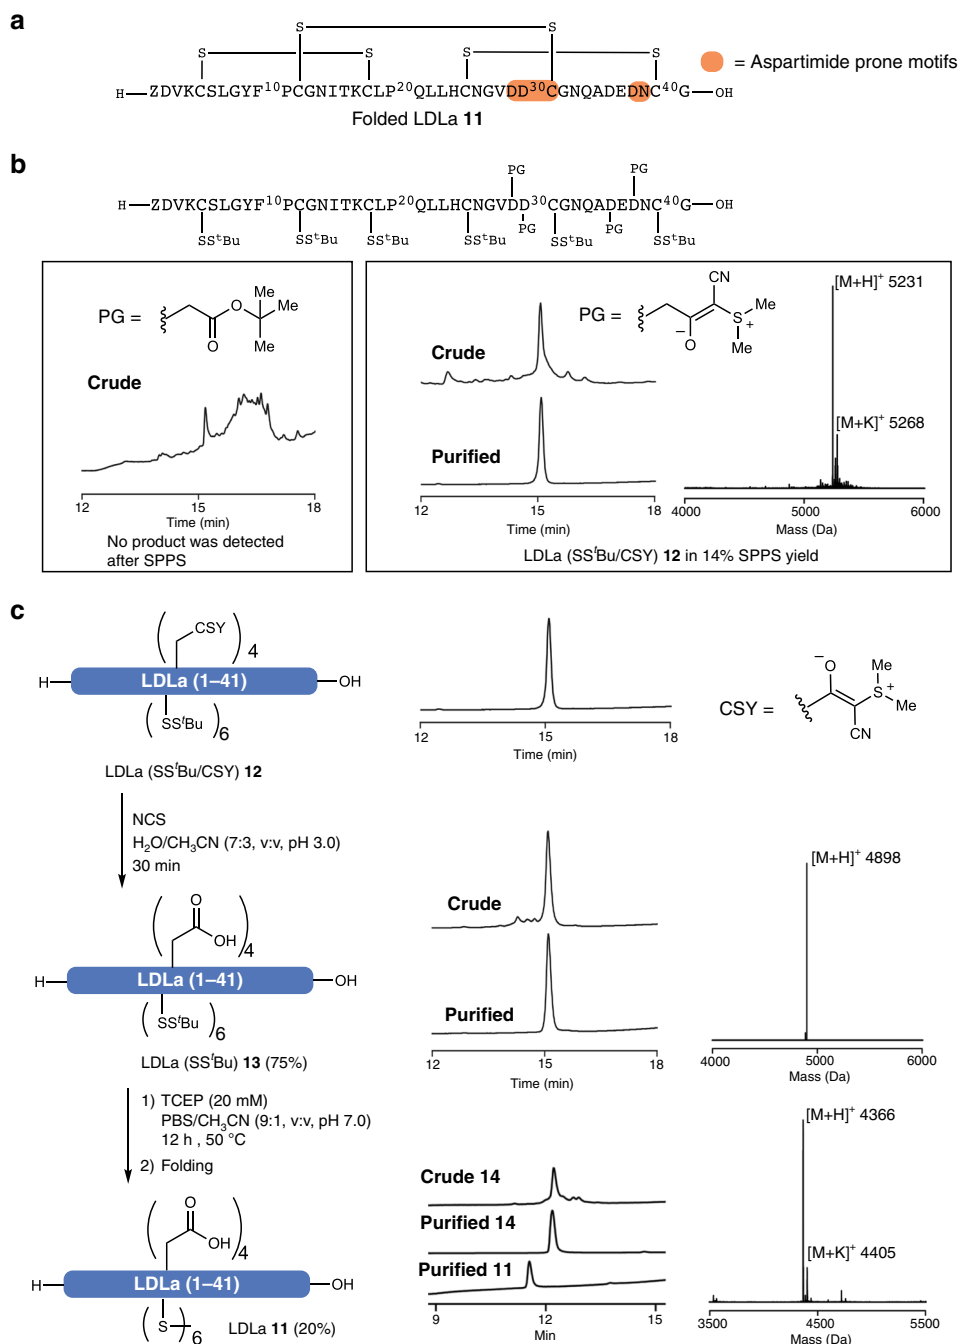 a
S S
S S S S
H ZDVKCSLGYF¹⁰PCGNITKCLP²⁰QLLHCNGVDD³⁰CGNQADEDNC⁴⁰G OH
= Aspartimide prone motifs
Folded LDLa 11
b
PG PG
H ZDVKCSLGYF¹⁰PCGNITKCLP²⁰QLLHCNGVDD³⁰CGNQADEDNC⁴⁰G OH
PG PG
SSᵗBu SSᵗBu SSᵗBu SSᵗBu SSᵗBu SSᵗBu
PG =
O
O
Me
Me
Me
Crude
12 15 18
Time (min)
No product was detected
after SPPS
PG =
CN
Me
S
+
−
O
Me
Crude
Purified
12 15 18
Time (min)
[M+H]⁺ 5231
[M+K]⁺ 5268
4000 5000 6000
Mass (Da)
LDLa (SSᵗBu/CSY) 12 in 14% SPPS yield
c
( CSY )4
H LDLa (1–41) OH
( SSᵗBu )6
LDLa (SSᵗBu/CSY) 12
12 15 18
Time (min)
CSY =
−
O
Me
S
+
Me
CN
NCS
H₂O/CH₃CN (7:3, v:v, pH 3.0)
30 min
( O OH )4
H LDLa (1–41) OH
( SSᵗBu )6
LDLa (SSᵗBu) 13 (75%)
Crude
Purified
12 15 18
Time (min)
[M+H]⁺ 4898
4000 5000 6000
Mass (Da)
1) TCEP (20 mM)
PBS/CH₃CN (9:1, v:v, pH 7.0)
12 h , 50 °C
2) Folding
( O OH )4
H LDLa (1–41) OH
( S )6
LDLa 11 (20%)
Crude 14
Purified 14
Purified 11
9 12 15
Min
[M+H]⁺ 4366
[M+K]⁺ 4405
3500 4500 5500
Mass (Da)